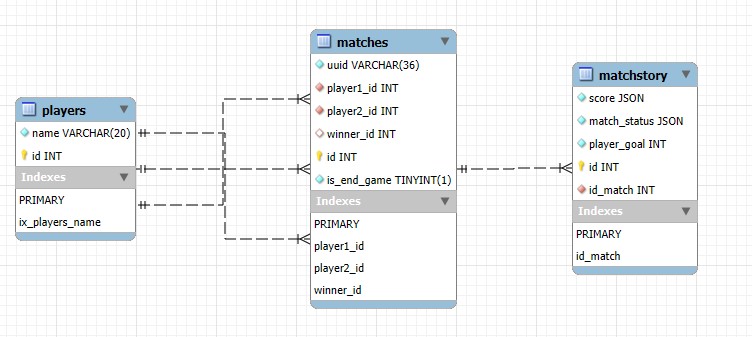 players
name VARCHAR(20)
id INT
Indexes
PRIMARY
ix_players_name
matches
uuid VARCHAR(36)
player1_id INT
player2_id INT
winner_id INT
id INT
is_end_game TINYINT(1)
Indexes
PRIMARY
player1_id
player2_id
winner_id
matchstory
score JSON
match_status JSON
player_goal INT
id INT
id_match INT
Indexes
PRIMARY
id_match